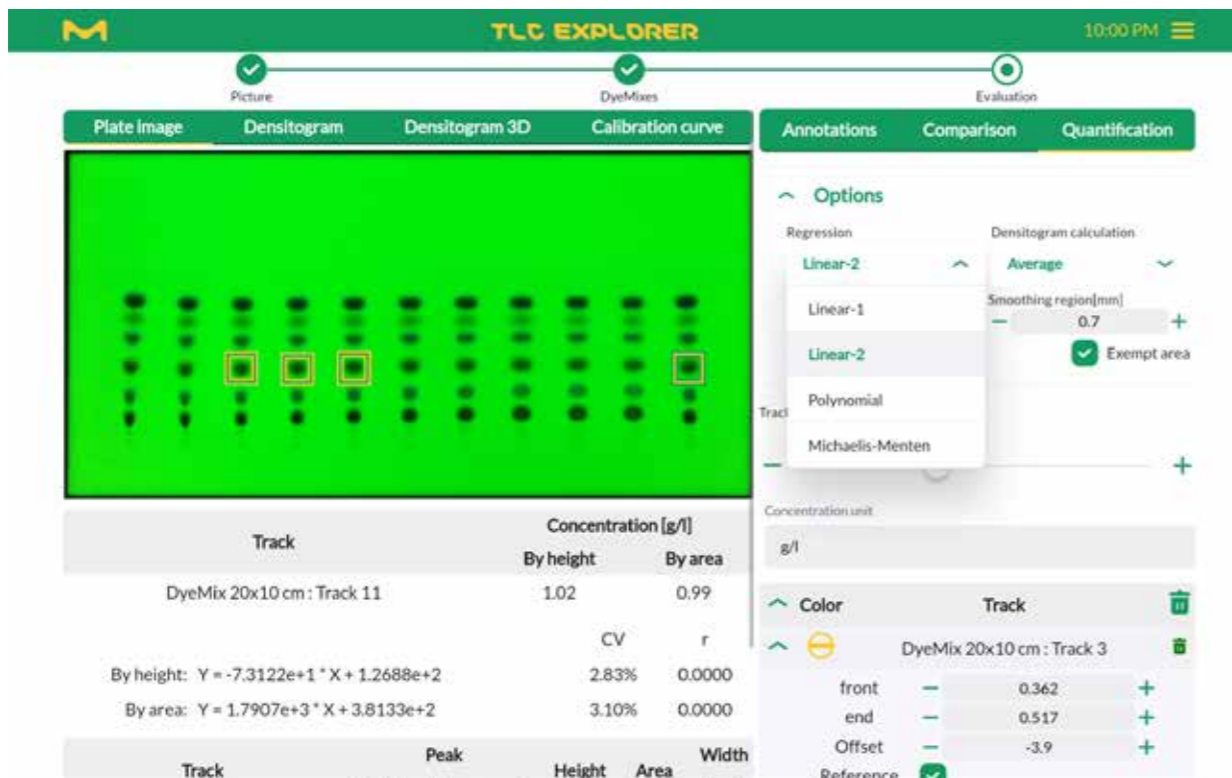 TLC EXPLORER
10:00 PM
Picture
DyeMixes
Evaluation
Plate image Densitogram Densitogram 3D Calibration curve
Annotations Comparison Quantification
Options
Regression
Linear-2
Linear-1
Linear-2
Polynomial
Michaelis-Menten
Densitogram calculation
Average
Smoothing region[mm]
− 0.7 +
Exempt area
− +
Concentration unit
g/l
Color Track
DyeMix 20x10 cm : Track 3
front − 0.362 +
end − 0.517 +
Offset − -3.9 +
Reference
Track Concentration [g/l]
By height By area
DyeMix 20x10 cm : Track 11 1.02 0.99
CV r
By height: Y = -7.3122e+1 * X + 1.2688e+2 2.83% 0.0000
By area: Y = 1.7907e+3 * X + 3.8133e+2 3.10% 0.0000
Track Peak Height Area Width